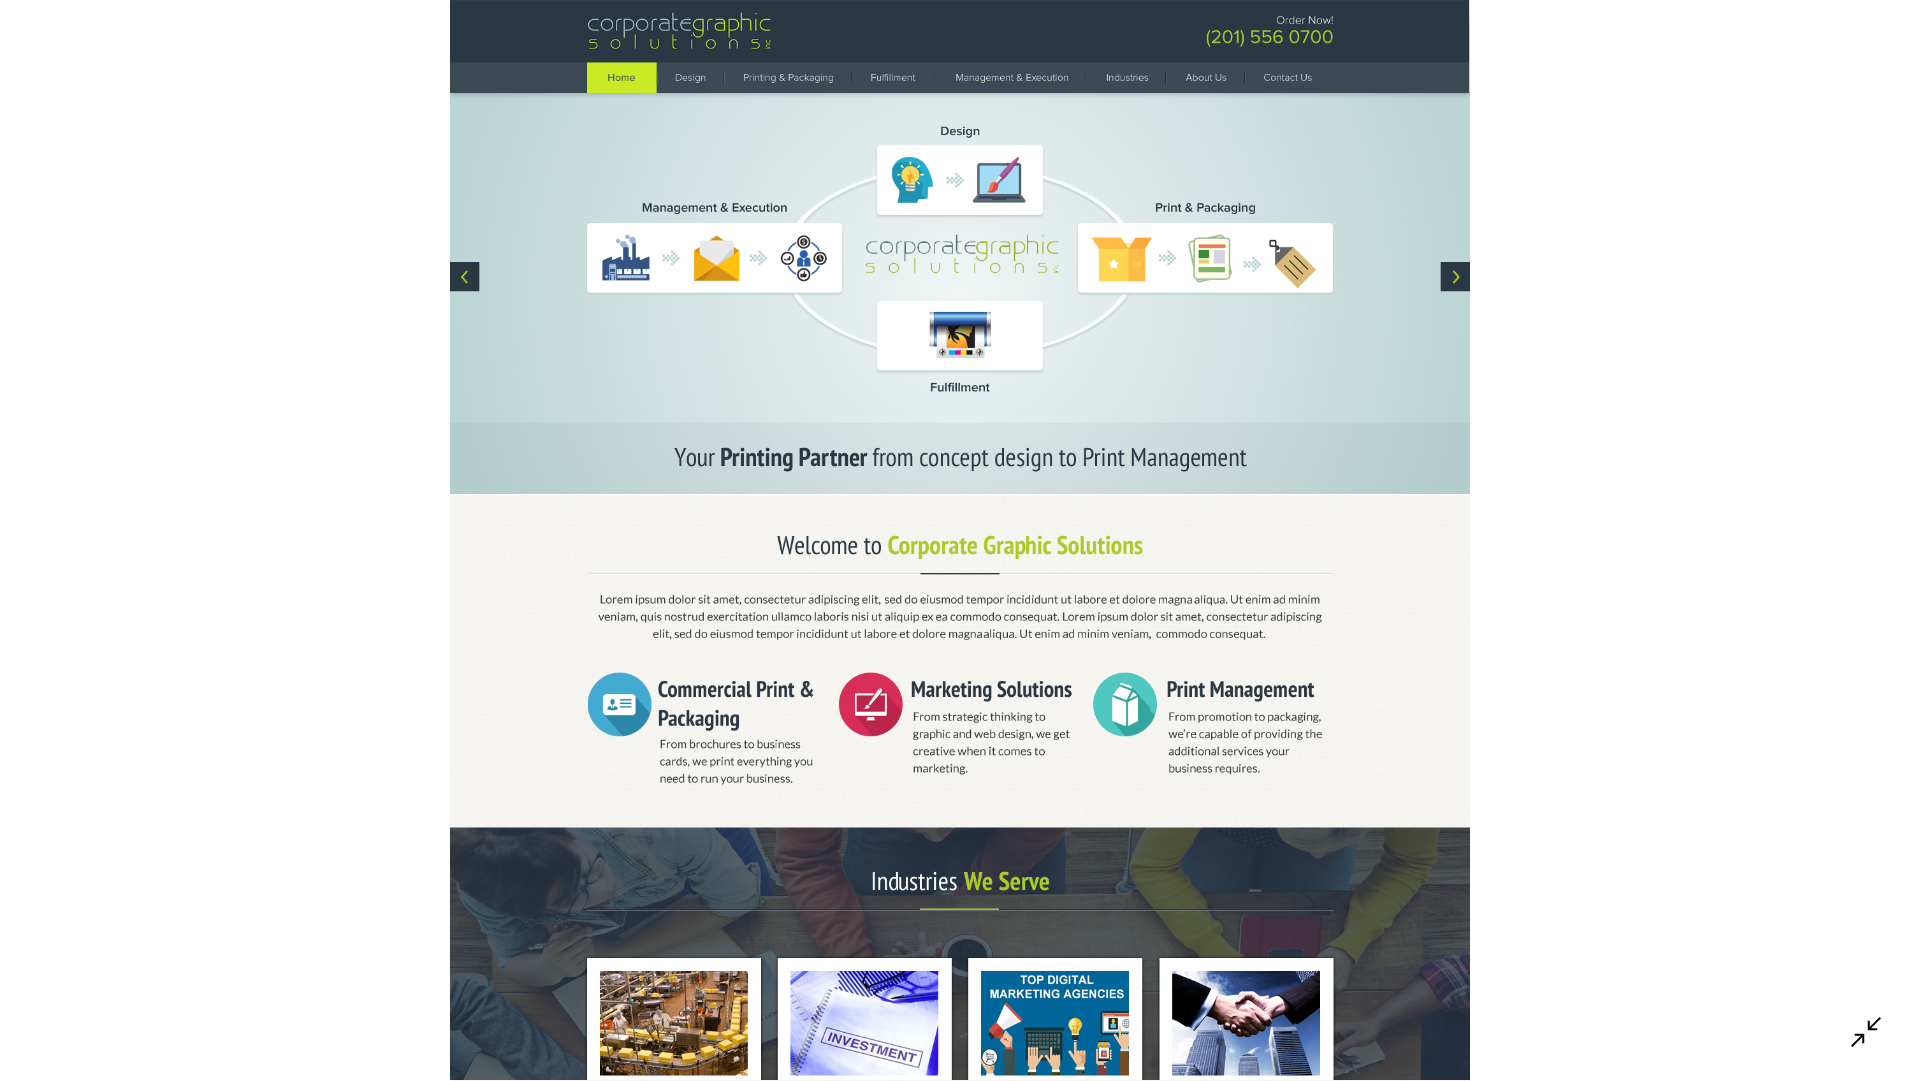 corporategraphic
solutions
Order Now!
(201) 556 0700
Home Design Printing & Packaging Fulfillment Management & Execution Industries About Us Contact Us
Design
Management & Execution
Print & Packaging
corporategraphic
solutions
Fulfillment
Your Printing Partner from concept design to Print Management
Welcome to Corporate Graphic Solutions
Lorem ipsum dolor sit amet, consectetur adipiscing elit, sed do eiusmod tempor incididunt ut labore et dolore magna aliqua. Ut enim ad minim
veniam, quis nostrud exercitation ullamco laboris nisi ut aliquip ex ea commodo consequat. Lorem ipsum dolor sit amet, consectetur adipiscing
elit, sed do eiusmod tempor incididunt ut labore et dolore magnaaliqua. Ut enim ad minim veniam, commodo consequat.
Commercial Print &
Packaging
From brochures to business
cards, we print everything you
need to run your business.
Marketing Solutions
From strategic thinking to
graphic and web design, we get
creative when it comes to
marketing.
Print Management
From promotion to packaging,
we're capable of providing the
additional services your
business requires.
Industries We Serve
INVESTMENT
TOP DIGITAL
MARKETING AGENCIES